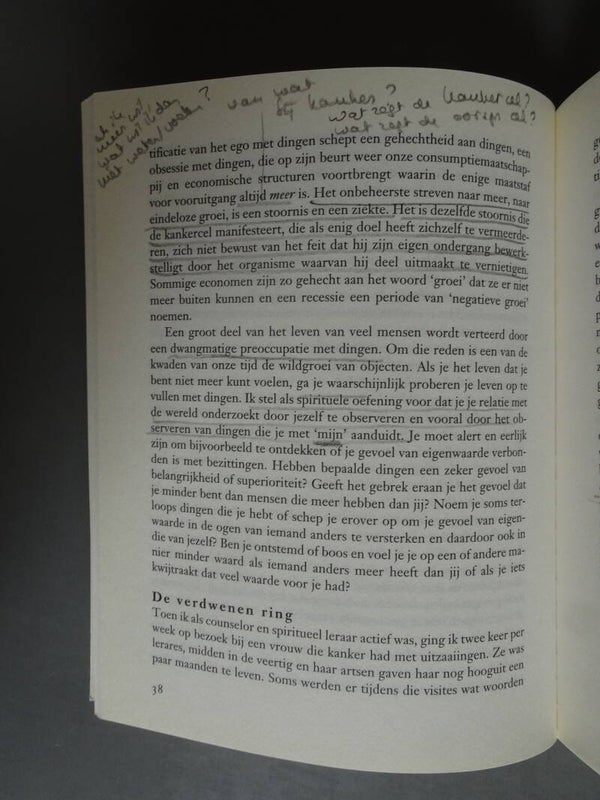 als ik
meer wil,
wat wil ik dan
niet weten/voelen?
van wat
bij kanker?
wat zegt de kankercel?
wat zegt de
al?
tificatie van het ego met dingen schept een gehechtheid aan dingen, een
obsessie met dingen, die op zijn beurt weer onze consumptiemaatschap-
pij en economische structuren voortbrengt waarin de enige maatstaf
voor vooruitgang altijd meer is. Het onbeheerste streven naar meer, naar
eindeloze groei, is een stoornis en een ziekte. Het is dezelfde stoornis die
de kankercel manifesteert, die als enig doel heeft zichzelf te vermeerde-
ren, zich niet bewust van het feit dat hij zijn eigen ondergang bewerk-
stelligt door het organisme waarvan hij deel uitmaakt te vernietigen.
Sommige economen zijn zo gehecht aan het woord ‘groei’ dat ze er niet
meer buiten kunnen en een recessie een periode van ‘negatieve groei’
noemen.
Een groot deel van het leven van veel mensen wordt verteerd door
een dwangmatige preoccupatie met dingen. Om die reden is een van de
kwaden van onze tijd de wildgroei van objecten. Als je het leven dat je
bent niet meer kunt voelen, ga je waarschijnlijk proberen je leven op te
vullen met dingen. Ik stel als spirituele oefening voor dat je je relatie met
de wereld onderzoekt door jezelf te observeren en vooral door het ob-
serveren van dingen die je met ‘mijn’ aanduidt. Je moet alert en eerlijk
zijn om bijvoorbeeld te ontdekken of je gevoel van eigenwaarde verbon-
den is met bezittingen. Hebben bepaalde dingen een zeker gevoel van
belangrijkheid of superioriteit? Geeft het gebrek eraan je het gevoel dat
je minder bent dan mensen die meer hebben dan jij? Noem je soms ter-
loops dingen die je hebt of schep je erover op om je gevoel van eigen-
waarde in de ogen van iemand anders te versterken en daardoor ook in
die van jezelf? Ben je ontstemd of boos en voel je je op een of andere ma-
nier minder waard als iemand anders meer heeft dan jij of als je iets
kwijtraakt dat veel waarde voor je had?
De verdwenen ring
Toen ik als counselor en spiritueel leraar actief was, ging ik twee keer per
week op bezoek bij een vrouw die kanker had met uitzaaiingen. Ze was
lerares, midden in de veertig en haar artsen gaven haar nog hooguit een
paar maanden te leven. Soms werden er tijdens die visites wat woorden
38